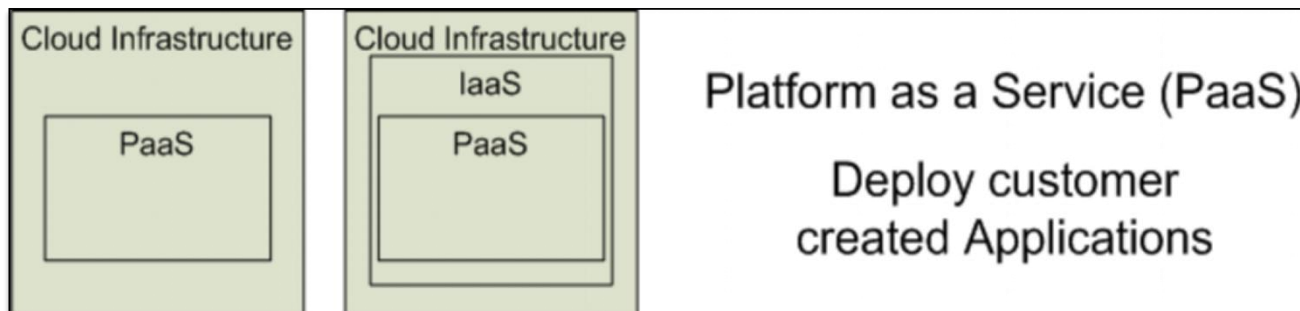 Cloud Infrastructure
PaaS
Cloud Infrastructure
IaaS
PaaS
Platform as a Service (PaaS)
Deploy customer
created Applications